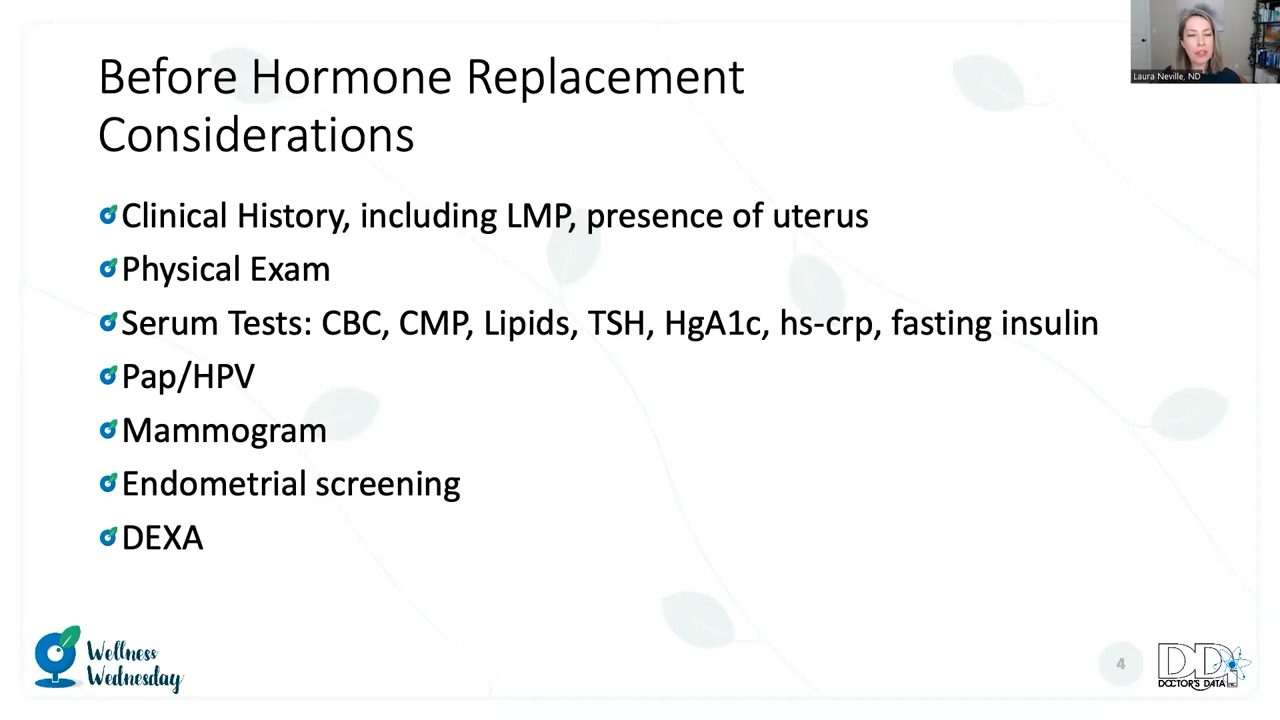 Before Hormone Replacement
Considerations
Laura Neville, ND
Clinical History, including LMP, presence of uterus
Physical Exam
Serum Tests: CBC, CMP, Lipids, TSH, HgA1c, hs-crp, fasting insulin
Pap/HPV
Mammogram
Endometrial screening
DEXA
Wellness
Wednesday
4
DDI
DOCTOR'S DATA INC